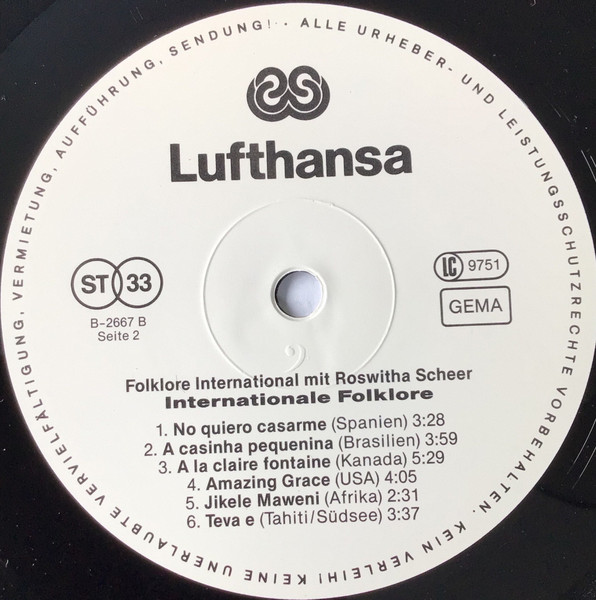 ALLE URHEBER- UND LEISTUNGSSCHUTZRECHTE VORBEHALTEN. KEIN VERLEIH! KEINE UNERLAUBTE VERVIELFÄLTIGUNG, VERMIETUNG, AUFFÜHRUNG, SENDUNG!
Lufthansa
ST 33
LC 9751
GEMA
B-2667 B
Seite 2
Folklore International mit Roswitha Scheer
Internationale Folklore
1. No quiero casarme (Spanien) 3:28
2. A casinha pequenina (Brasilien) 3:59
3. A la claire fontaine (Kanada) 5:29
4. Amazing Grace (USA) 4:05
5. Jikele Maweni (Afrika) 2:31
6. Teva e (Tahiti/Südsee) 3:37